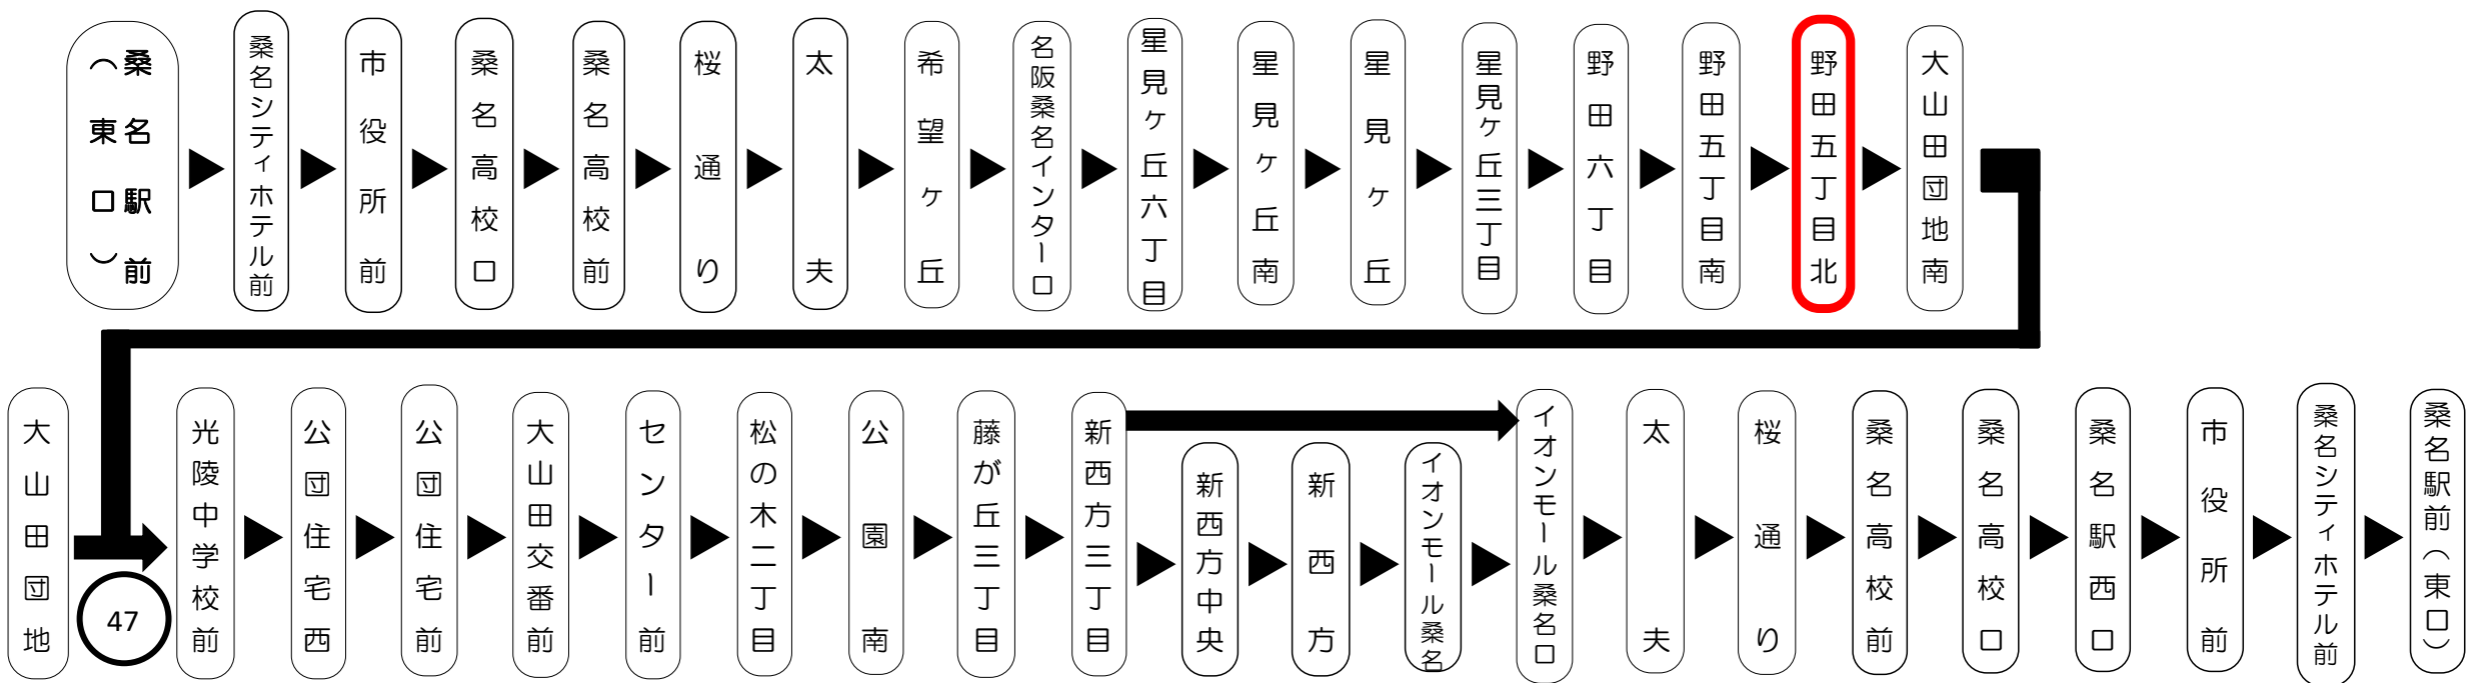 桑名駅前
（東口）
桑名シティホテル前
市役所前
桑名高校口
桑名高校前
桜通り
太夫
希望ヶ丘
名阪桑名インター口
星見ヶ丘六丁目
星見ヶ丘南
星見ヶ丘
星見ヶ丘三丁目
野田六丁目
野田五丁目南
野田五丁目北
大山田団地南
大山田団地
47
光陵中学校前
公団住宅西
公団住宅前
大山田交番前
センター前
松の木二丁目
公園南
藤が丘三丁目
新西方三丁目
新西方中央
新西方
イオンモール桑名
イオンモール桑名口
太夫
桜通り
桑名高校前
桑名高校口
桑名駅西口
市役所前
桑名シティホテル前
桑名駅前（東口）